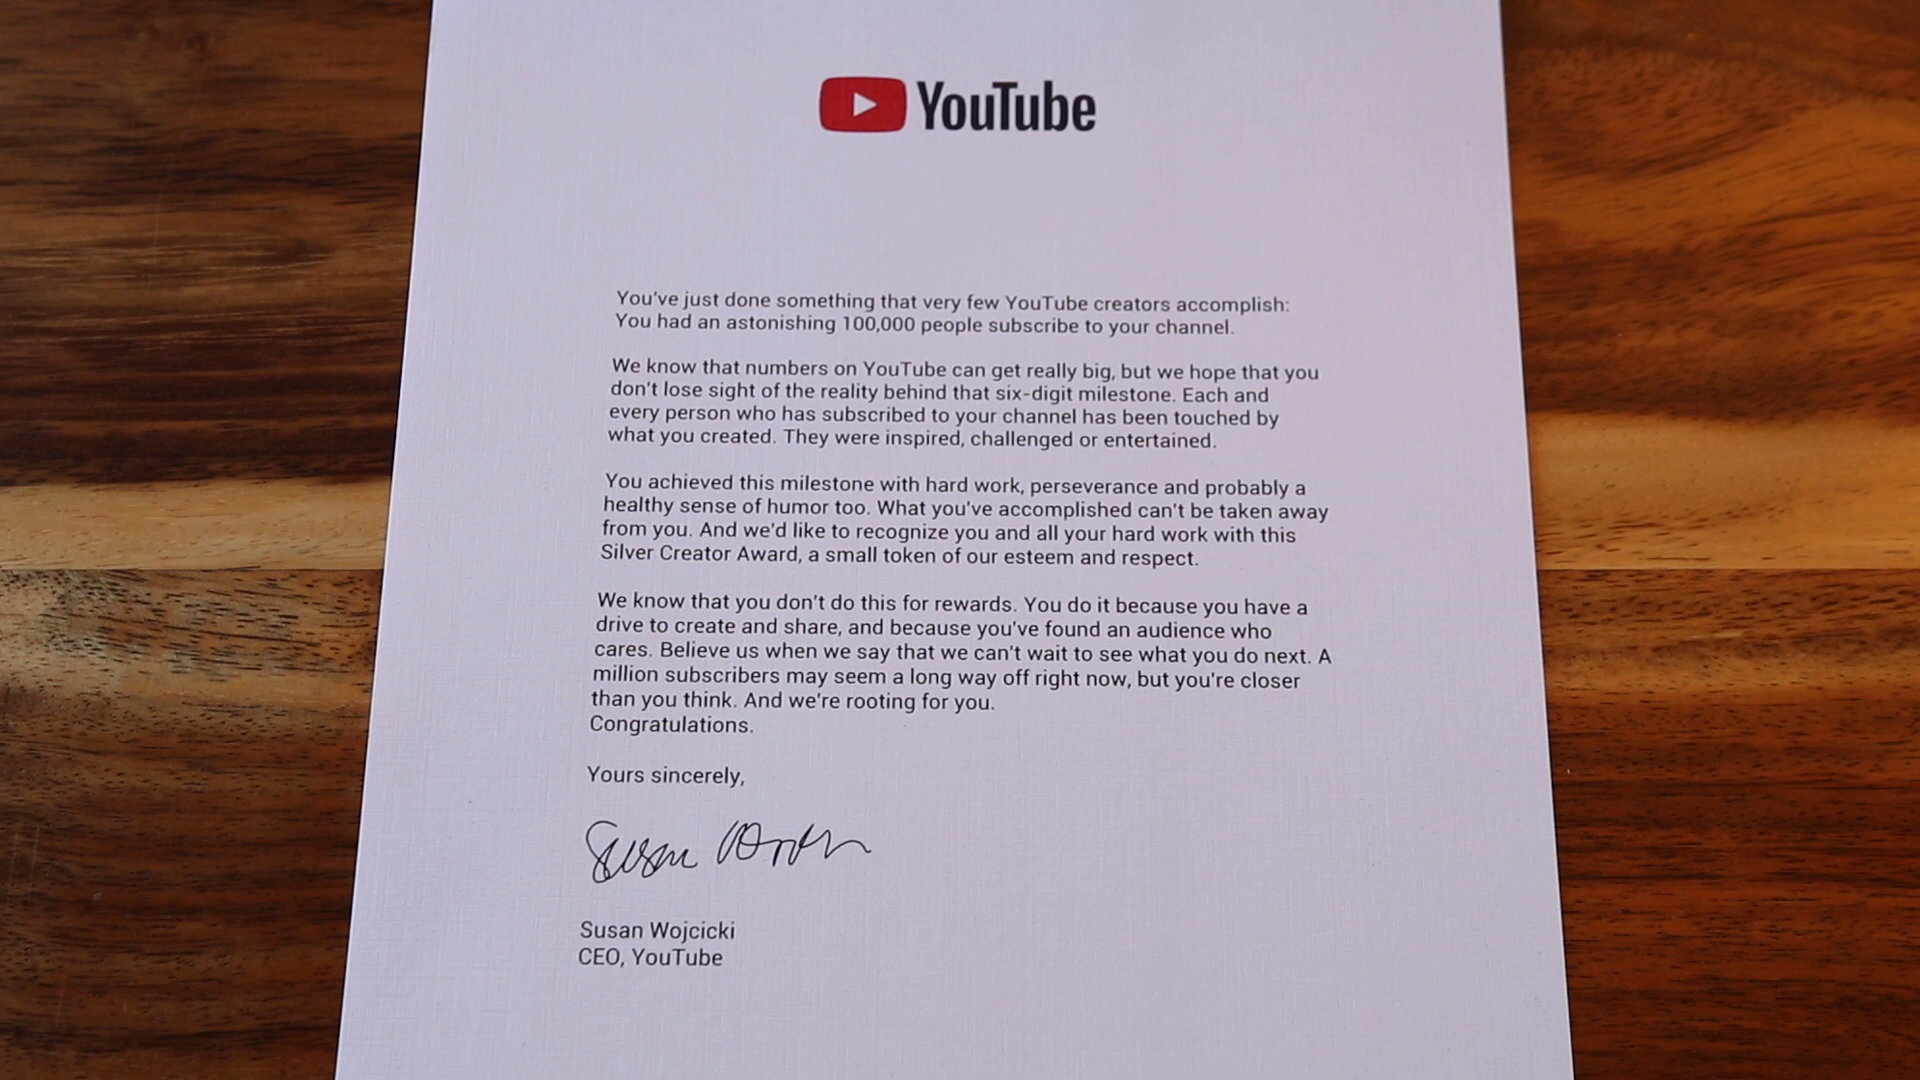 YouTube
You've just done something that very few YouTube creators accomplish:
You had an astonishing 100,000 people subscribe to your channel.
We know that numbers on YouTube can get really big, but we hope that you
don't lose sight of the reality behind that six-digit milestone. Each and
every person who has subscribed to your channel has been touched by
what you created. They were inspired, challenged or entertained.
You achieved this milestone with hard work, perseverance and probably a
healthy sense of humor too. What you've accomplished can't be taken away
from you. And we'd like to recognize you and all your hard work with this
Silver Creator Award, a small token of our esteem and respect.
We know that you don't do this for rewards. You do it because you have a
drive to create and share, and because you've found an audience who
cares. Believe us when we say that we can't wait to see what you do next. A
million subscribers may seem a long way off right now, but you're closer
than you think. And we're rooting for you.
Congratulations.
Yours sincerely,
Susan Wojcicki
CEO, YouTube